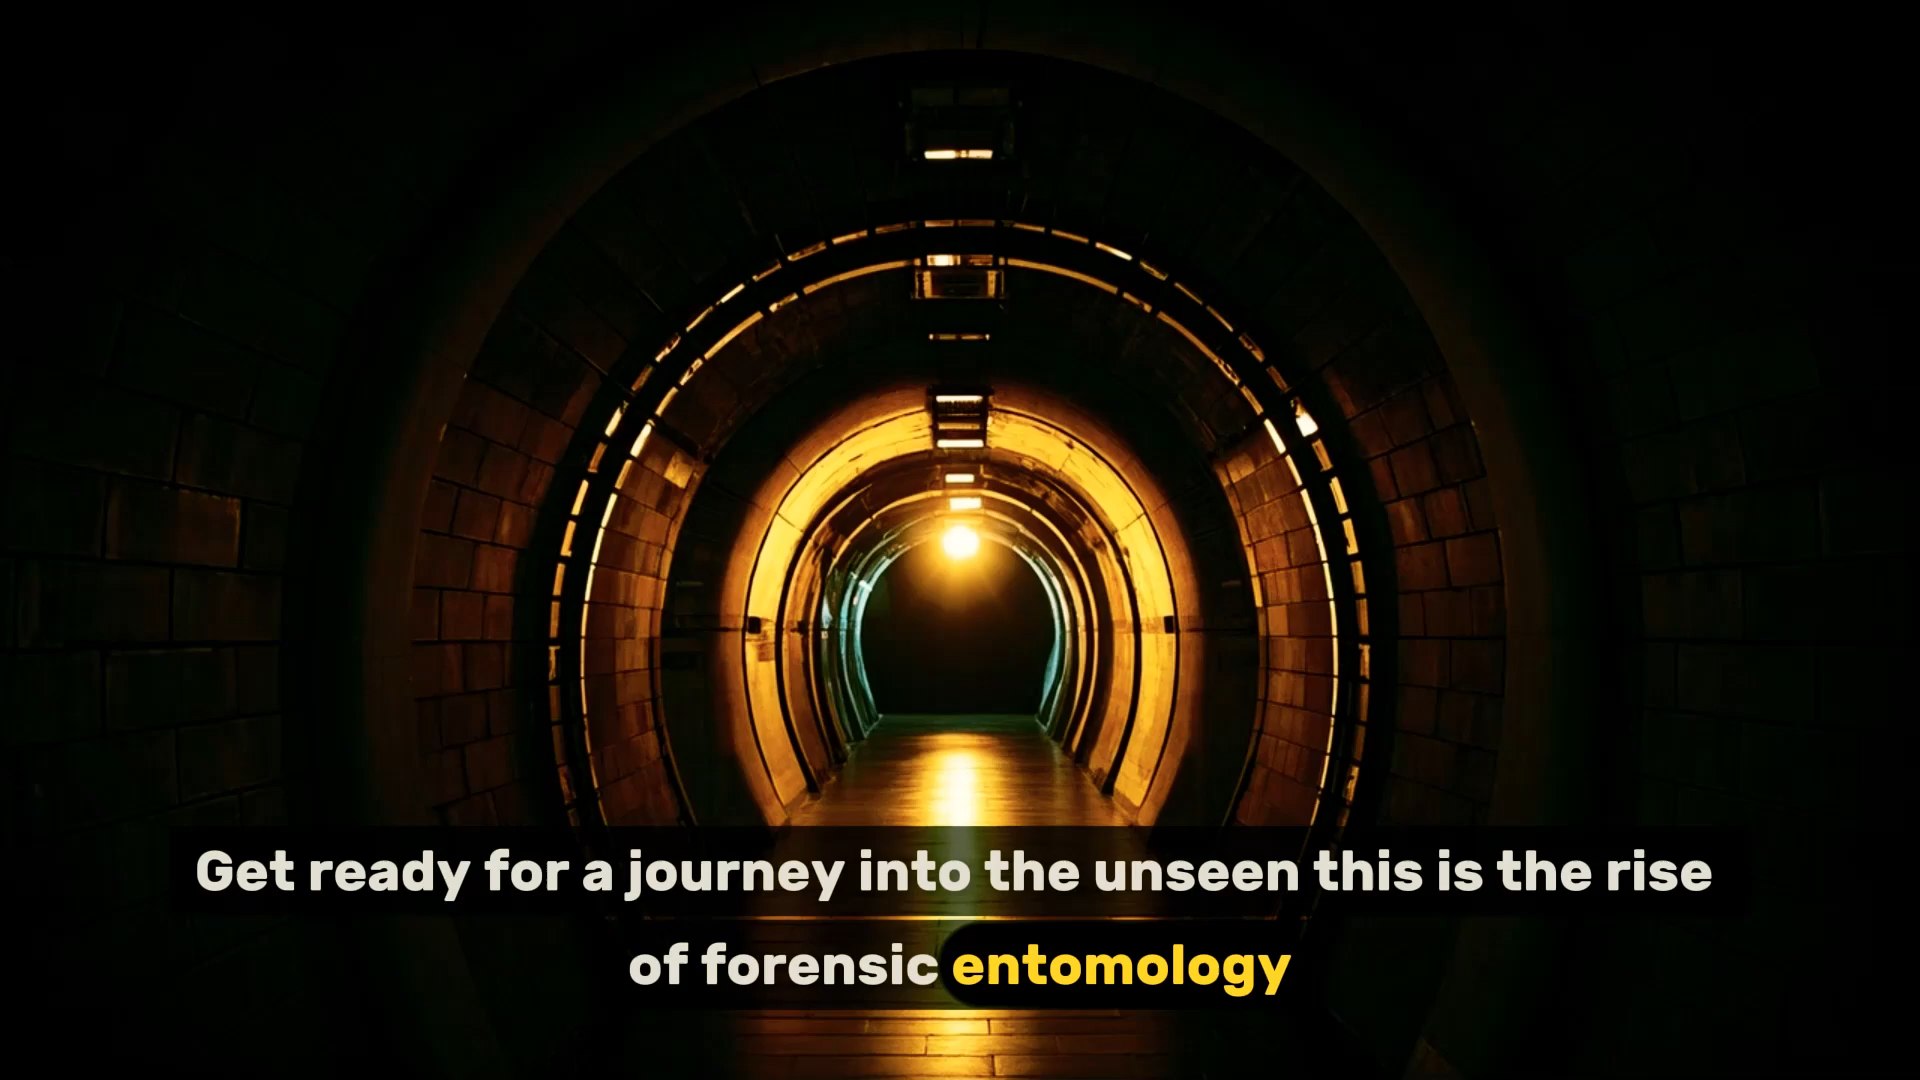 Get ready for a journey into the unseen this is the rise
of forensic entomology